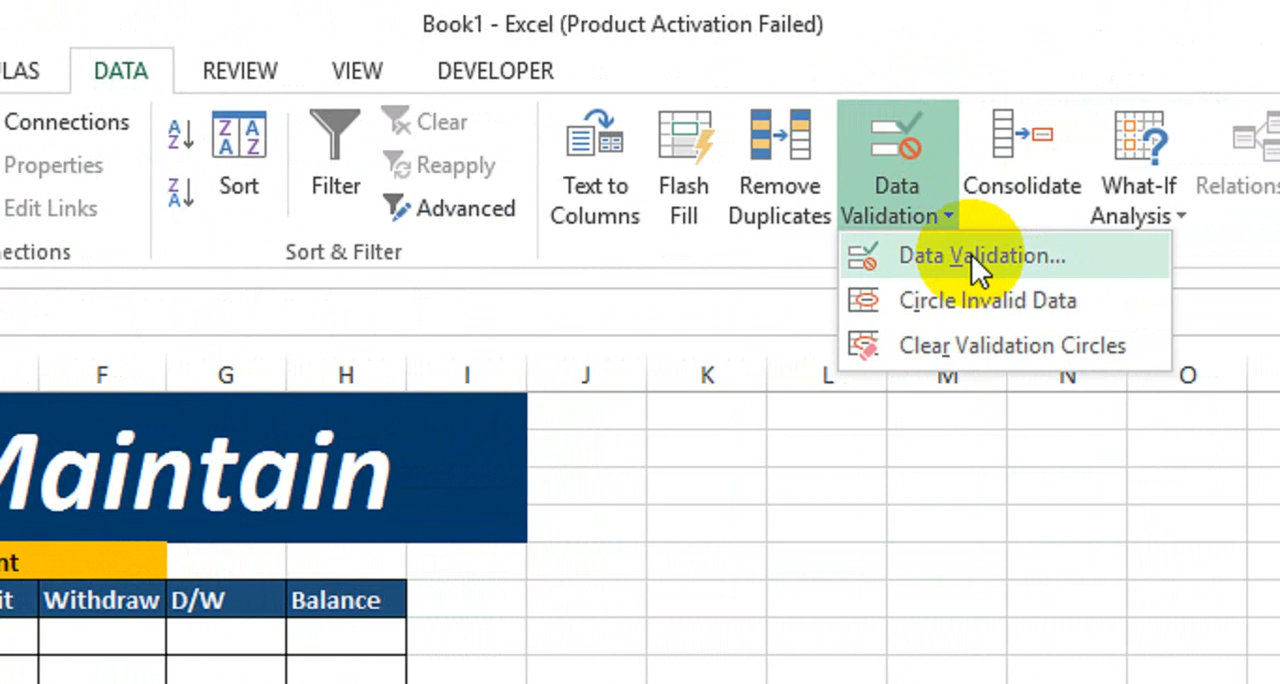 Book1 - Excel (Product Activation Failed)
LAS DATA REVIEW VIEW DEVELOPER
Connections
Properties
Edit Links
ections
Sort
Filter
Clear
Reapply
Advanced
Sort & Filter
Text to
Columns
Flash
Fill
Remove
Duplicates
Data
Validation
Consolidate
What-If
Analysis
Relations
Data Validation...
Circle Invalid Data
Clear Validation Circles
F G H I J K L M N O
Maintain
nt
it Withdraw D/W Balance